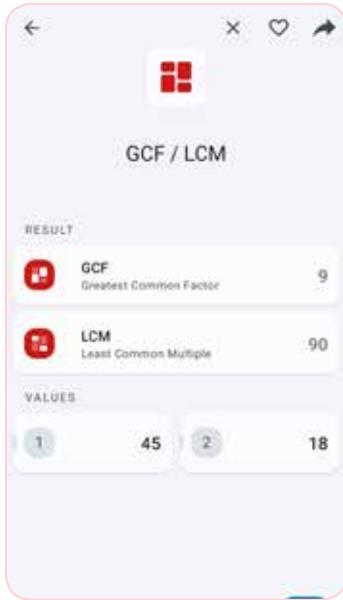 GCF / LCM
RESULT
GCF
Greatest Common Factor
9
LCM
Least Common Multiple
90
VALUES
1 45 2 18